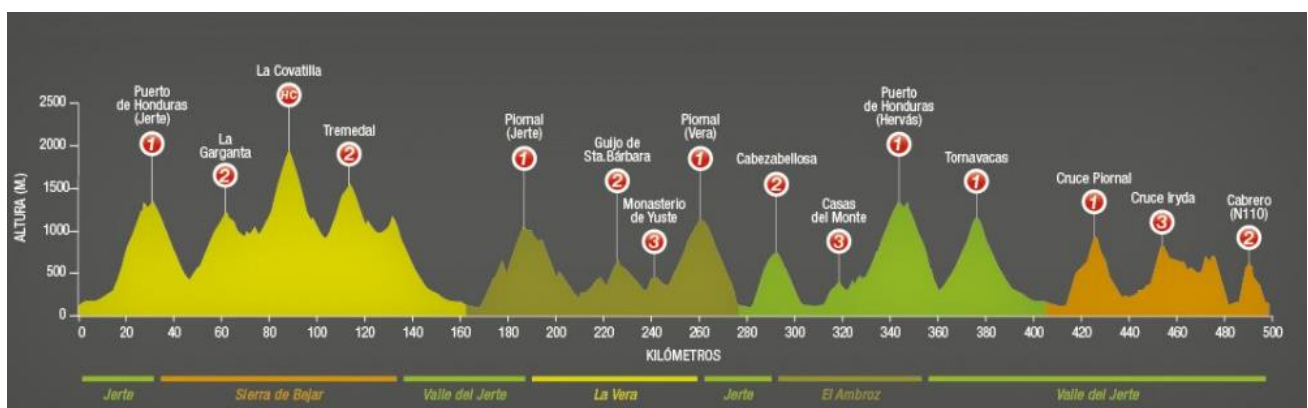 Puerto
de Honduras
(Jerte)
1
La
Garganta
2
La Covatilla
HC
Tremedal
2
Piornal
(Jerte)
1
Guijo de
Sta.Bárbara
2
Monasterio
de Yuste
3
Piornal
(Vera)
1
Cabezabellosa
2
Casas
del Monte
3
Puerto
de Honduras
(Hervás)
1
Tornavacas
1
Cruce Piornal
1
Cruce Iryda
3
Cabrero
(N110)
2
ALTURA (M.)
2500
2000
1500
1000
500
0
0 20 40 60 80 100 120 140 160 180 200 220 240 260 280 300 320 340 360 380 400 420 440 460 480 500
KILÓMETROS
Jerte Sierra de Bejar Valle del Jerte La Vera Jerte El Ambroz Valle del Jerte